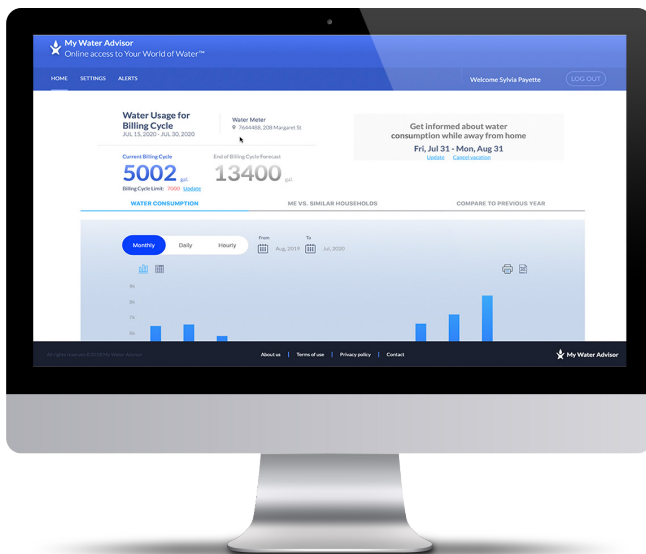 My Water Advisor
Online access to Your World of Water™
HOME SETTINGS ALERTS
Welcome Sylvia Payette
LOG OUT
Water Usage for
Billing Cycle
JUL 15, 2020 - JUL 30, 2020
Water Meter
7644488, 208 Margaret St
Get informed about water
consumption while away from home
Fri, Jul 31 - Mon, Aug 31
Update Cancel vacation
Current Billing Cycle
5002 gal
Billing Cycle Limit: 7000 Update
End of Billing Cycle Forecast
13400 gal
WATER CONSUMPTION ME VS. SIMILAR HOUSEHOLDS COMPARE TO PREVIOUS YEAR
Monthly Daily Hourly
From
Aug, 2019
To
Jul, 2020
9k
8k
7k
6k
About us | Terms of use | Privacy policy | Contact
My Water Advisor